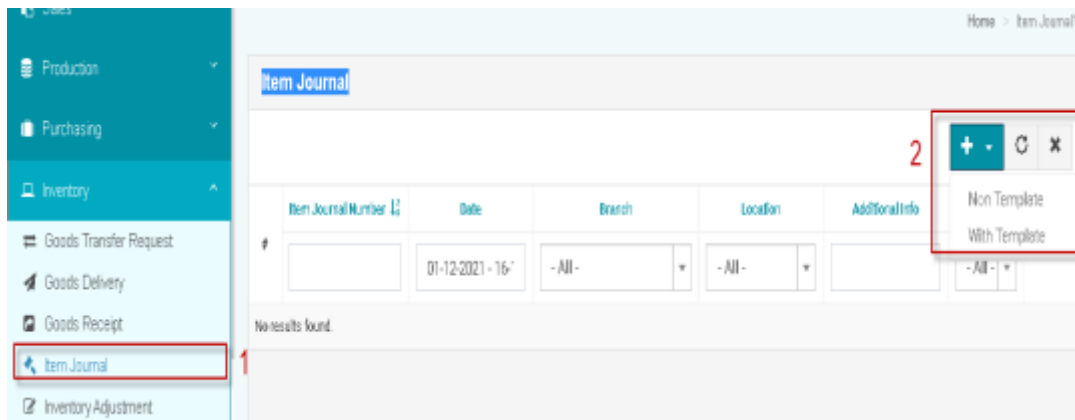 Sales
Home > Item Journal
Production
Item Journal
Purchasing
2
Inventory
Item Journal Number
Date
Branch
Location
Additional Info
Non Template
With Template
Goods Transfer Request
#
01-12-2021 - 16-
- All -
- All -
- All -
Goods Delivery
Goods Receipt
No results found.
Item Journal
1
Inventory Adjustment